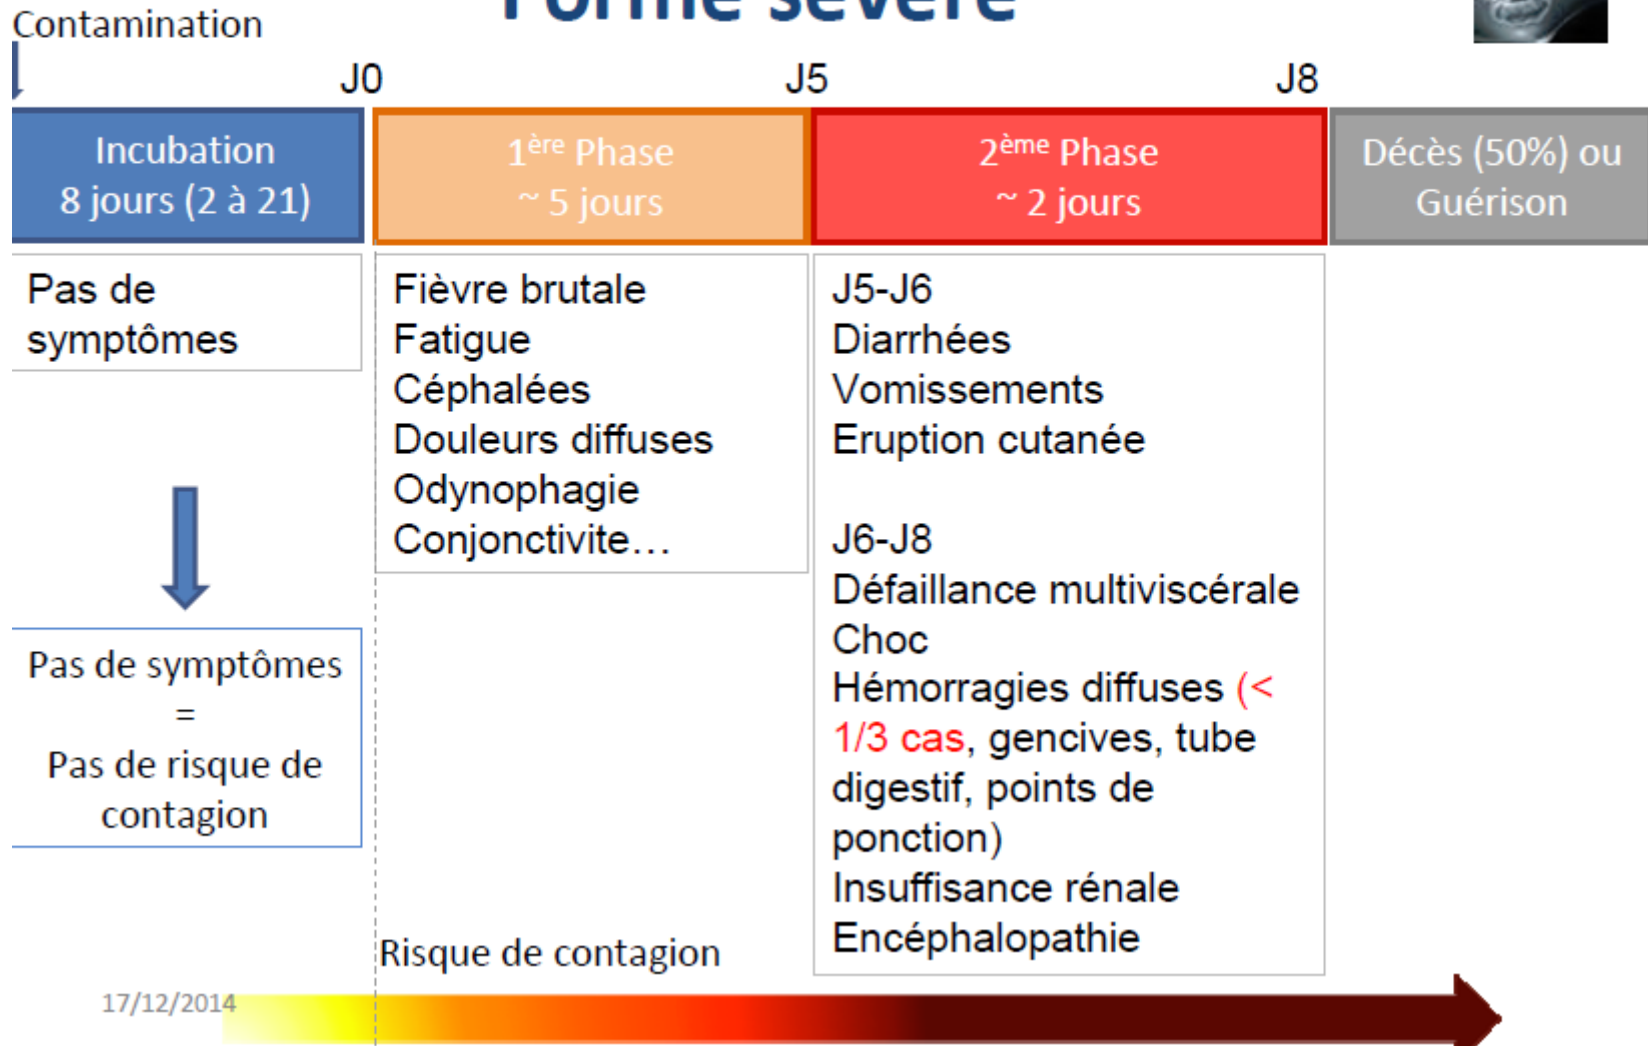 Forme sévère
Contamination
J0
J5
J8
Incubation
8 jours (2 à 21)
1ère Phase
~ 5 jours
2ème Phase
~ 2 jours
Décès (50%) ou
Guérison
Pas de
symptômes
Fièvre brutale
Fatigue
Céphalées
Douleurs diffuses
Odynophagie
Conjonctivite…
J5-J6
Diarrhées
Vomissements
Eruption cutanée
J6-J8
Défaillance multiviscérale
Choc
Hémorragies diffuses (<
1/3 cas, gencives, tube
digestif, points de
ponction)
Insuffisance rénale
Encéphalopathie
Pas de symptômes
=
Pas de risque de
contagion
Risque de contagion
17/12/2014